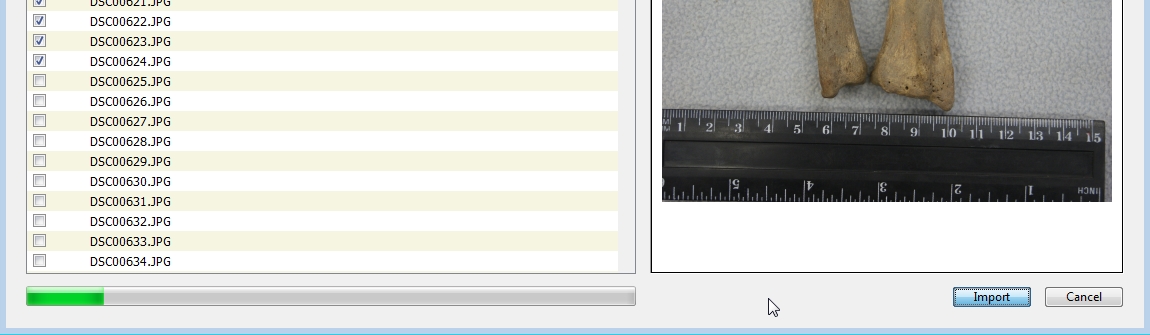 DSC00621.JPG
DSC00622.JPG
DSC00623.JPG
DSC00624.JPG
DSC00625.JPG
DSC00626.JPG
DSC00627.JPG
DSC00628.JPG
DSC00629.JPG
DSC00630.JPG
DSC00631.JPG
DSC00632.JPG
DSC00633.JPG
DSC00634.JPG
1 2 3 4 5 6 7 8 9 10 11 12 13 14 15
5 4 3 2 1 INCH
Import Cancel